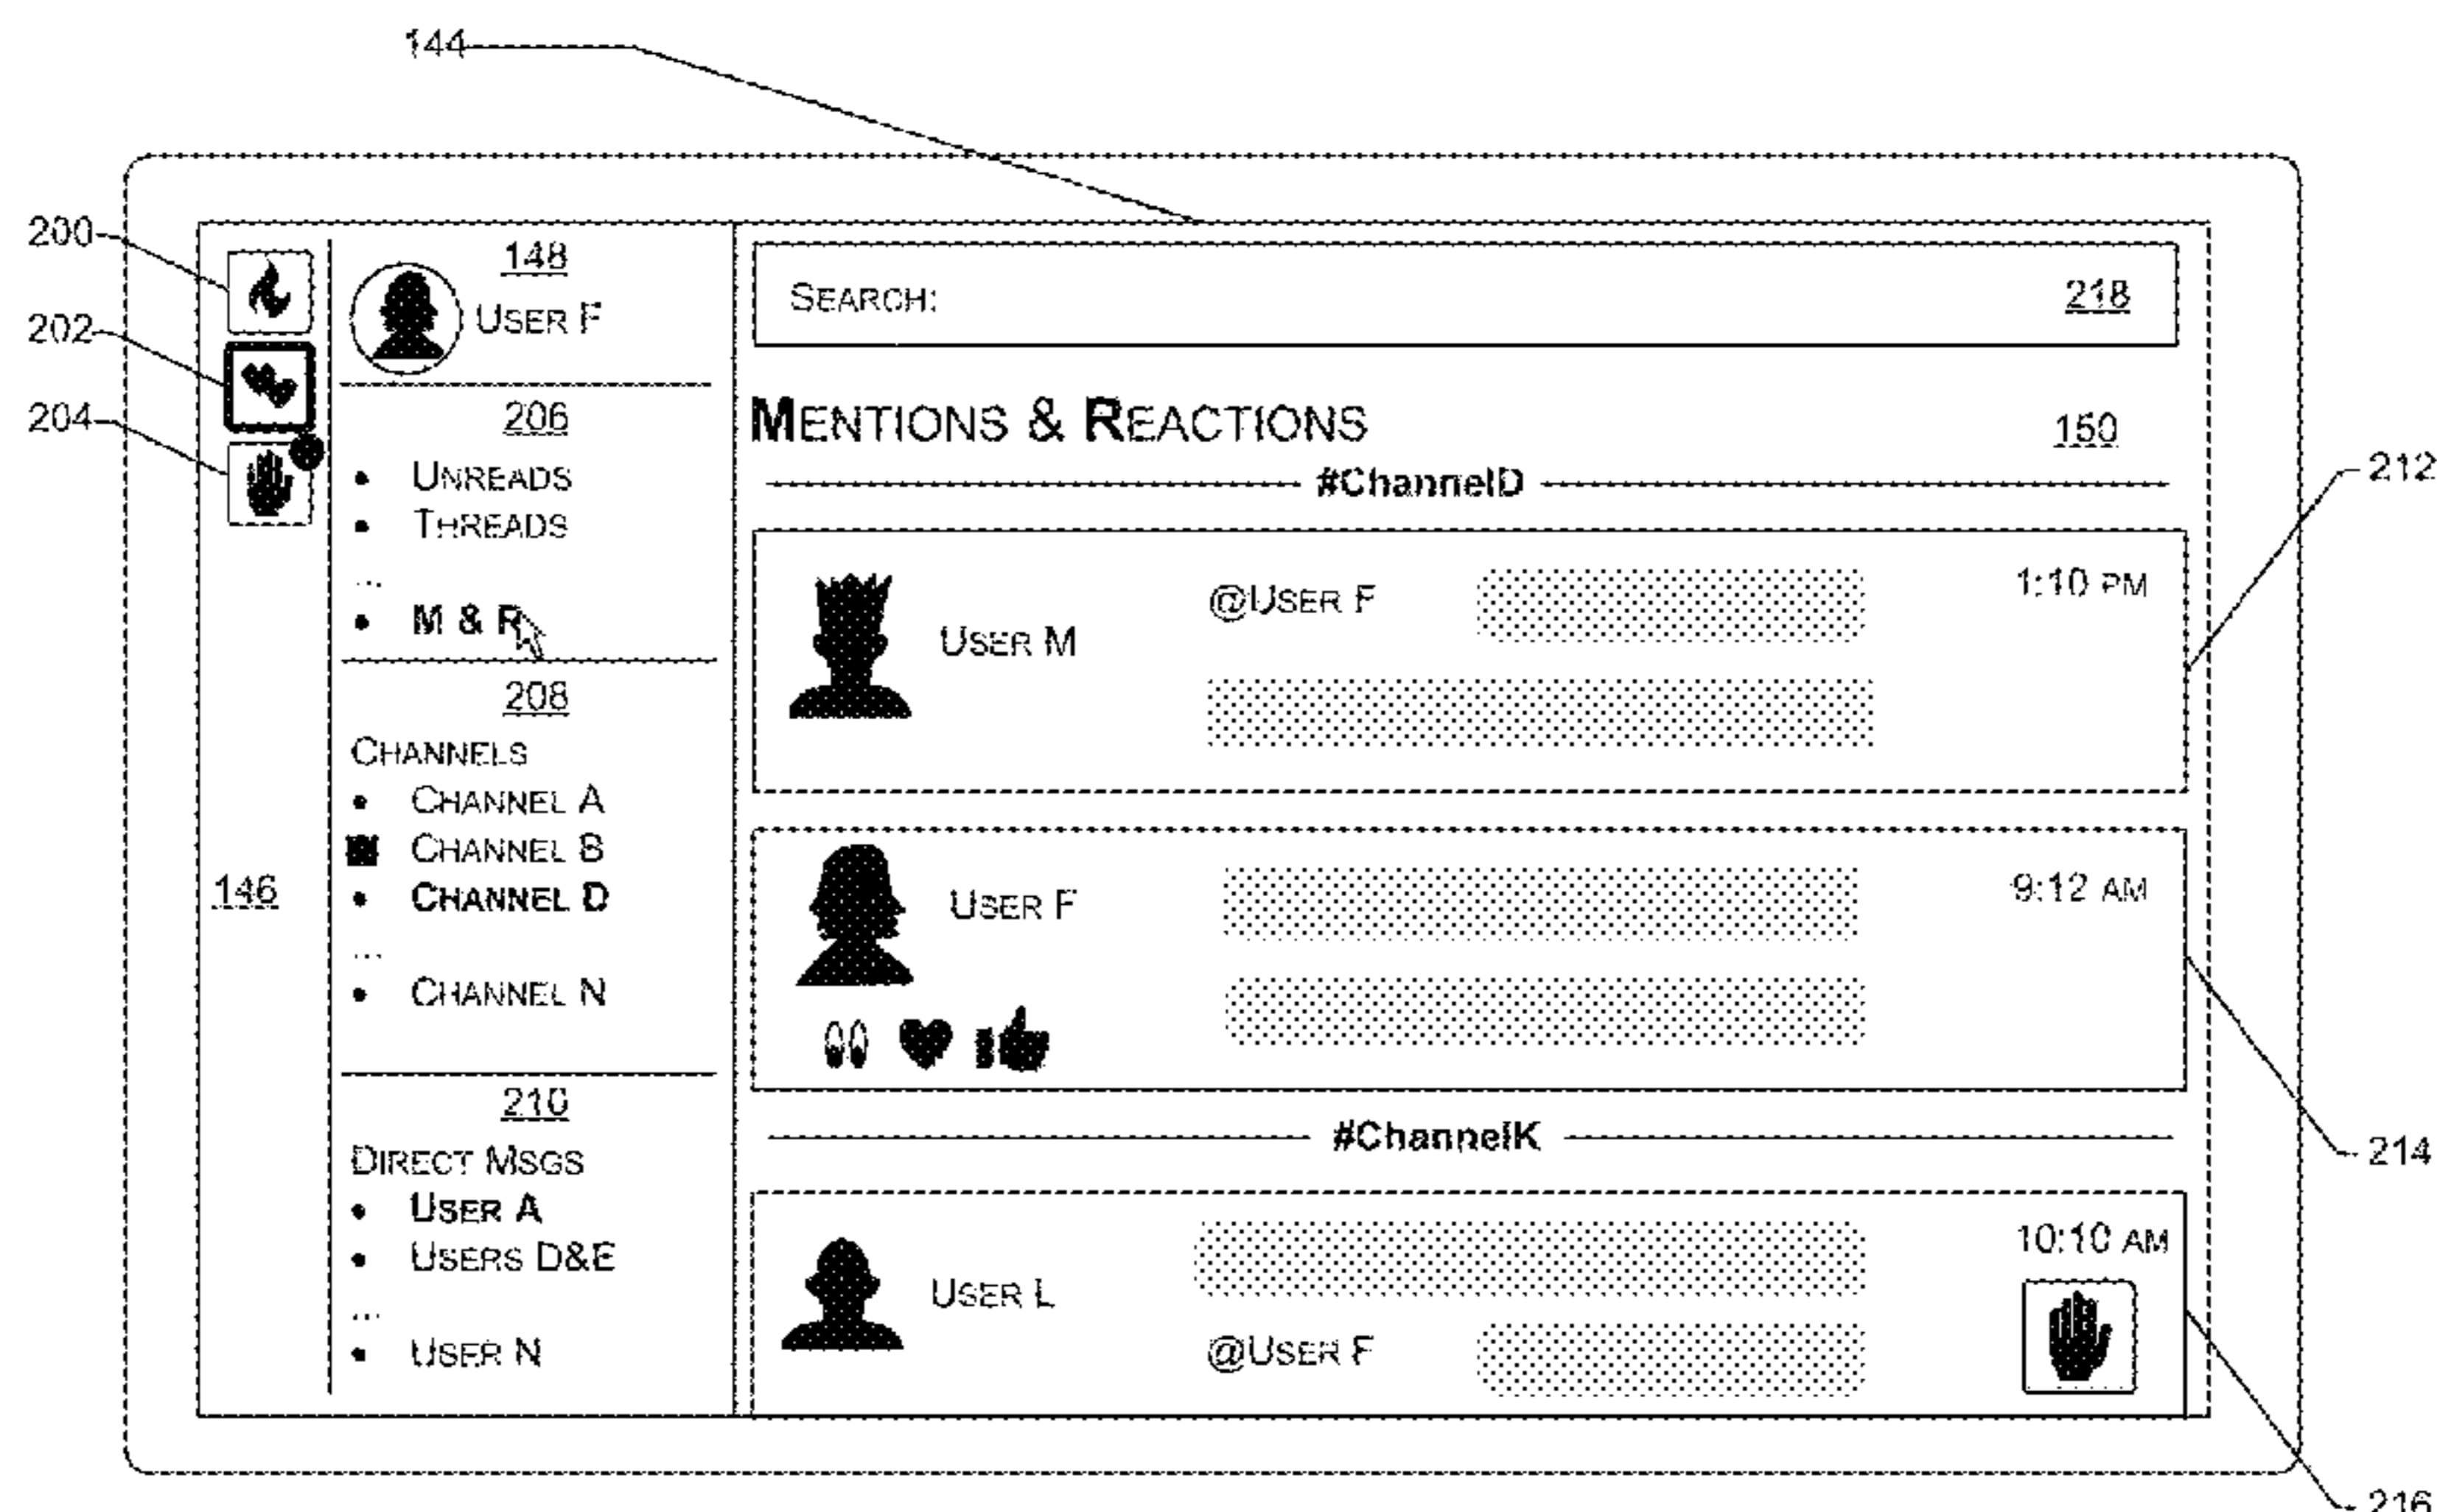 144
200
202
204
148
USER F
206
• UNREADS
• THREADS
...
• M & R
208
CHANNELS
• CHANNEL A
CHANNEL B
• CHANNEL D
...
• CHANNEL N
146
210
DIRECT MSGS
• USER A
• USERS D&E
...
• USER N
SEARCH:
218
MENTIONS & REACTIONS
150
#ChannelD
212
USER M
@USER F
1:10 PM
USER F
9:12 AM
214
#ChannelK
USER L
@USER F
10:10 AM
216